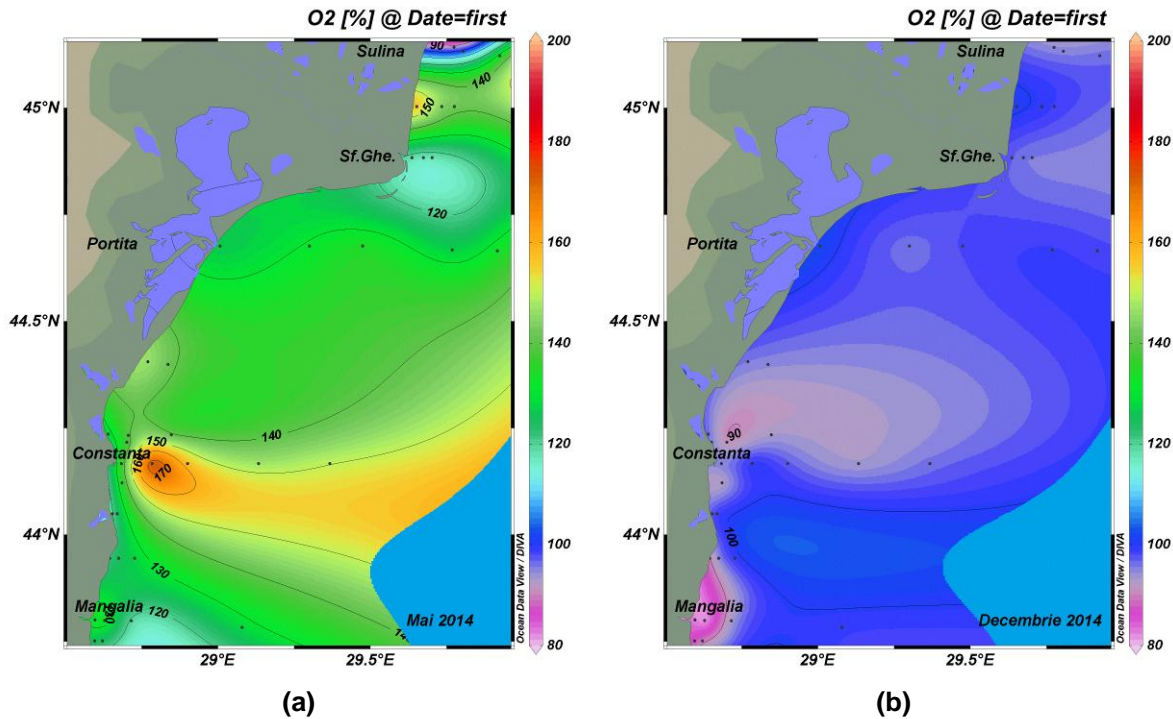 O2 [%] @ Date=first
Sulina
90
140
150
45°N
Sf.Ghe.
120
Portita
44.5°N
140
150
160
170
Constanta
44°N
130
120
Mangalia
Mai 2014
29°E
29.5°E
Ocean Data View / DIVA
200
180
160
140
120
100
80
(a)
O2 [%] @ Date=first
Sulina
45°N
Sf.Ghe.
Portita
44.5°N
90
Constanta
44°N
100
Mangalia
Decembrie 2014
29°E
29.5°E
Ocean Data View / DIVA
200
180
160
140
120
100
80
(b)